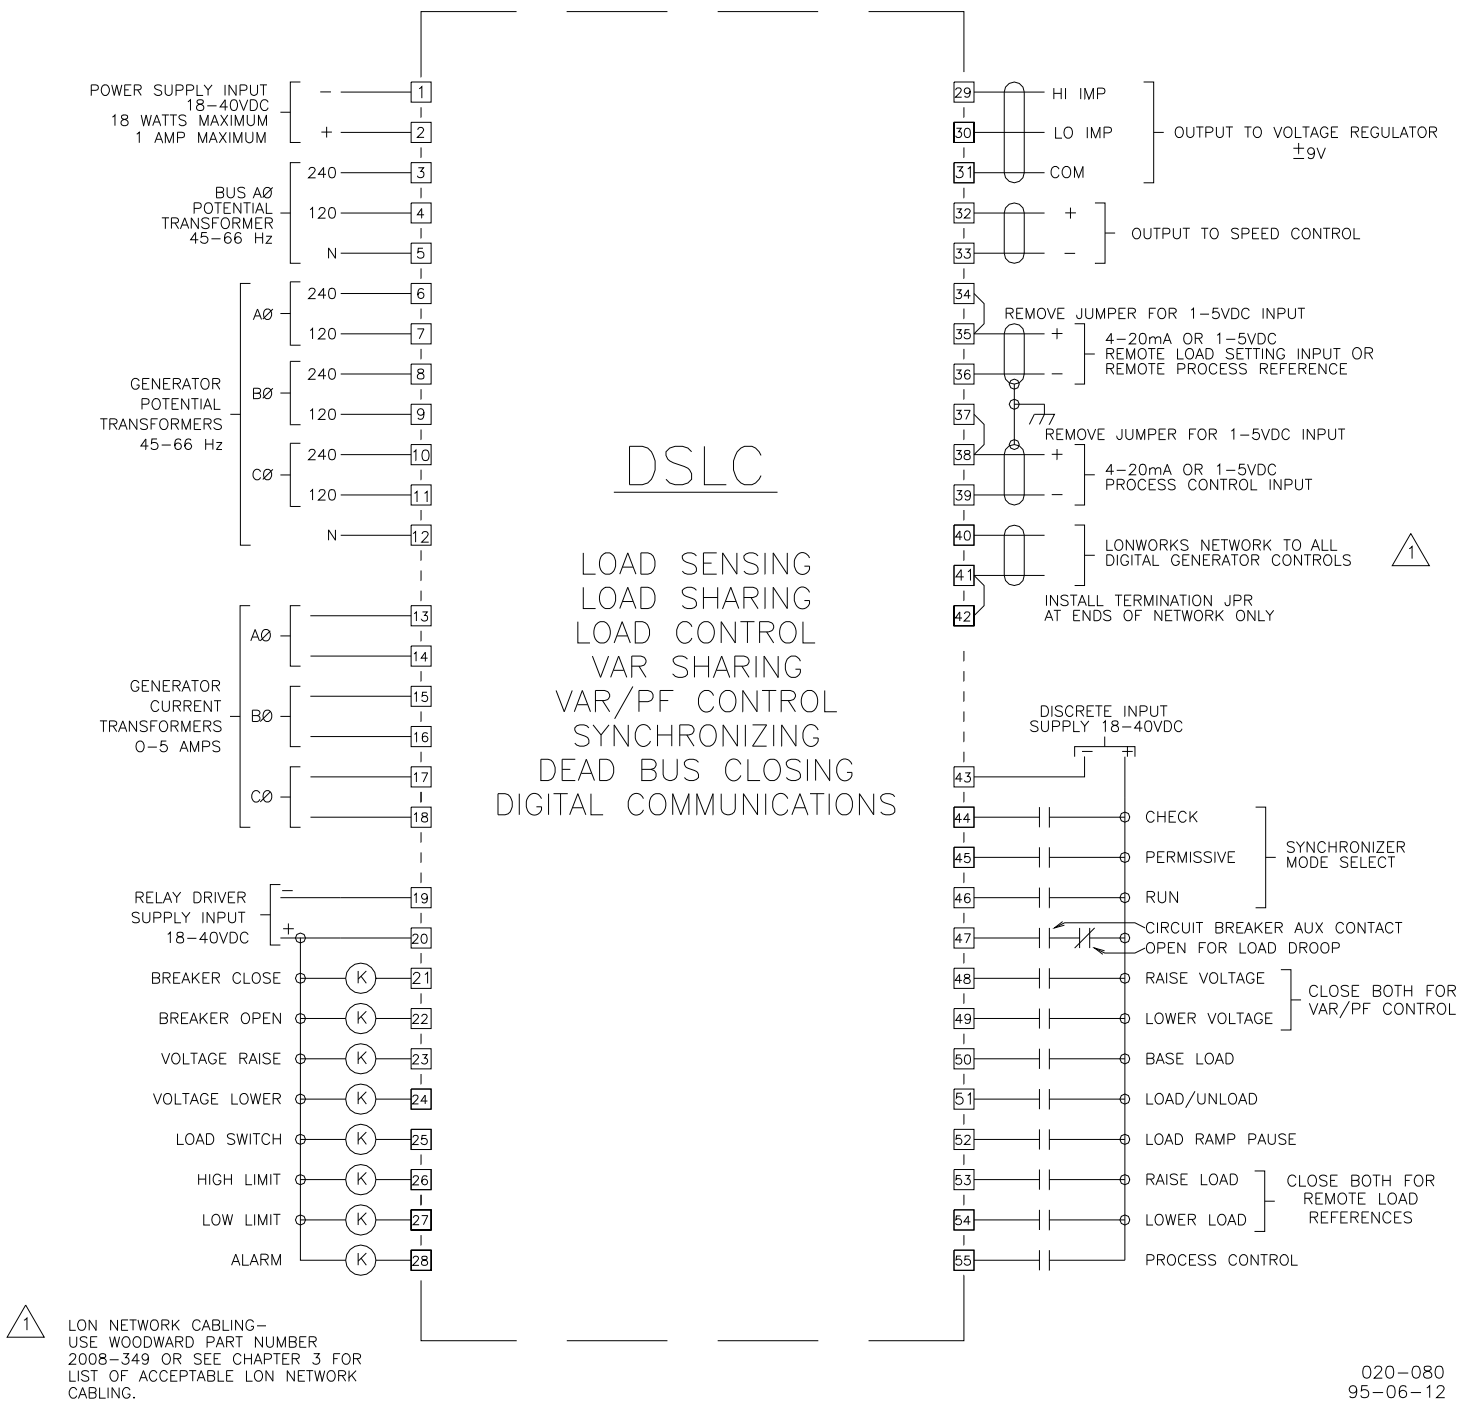 POWER SUPPLY INPUT
18-40VDC
18 WATTS MAXIMUM
1 AMP MAXIMUM
-
1
+
2
BUS AØ
POTENTIAL
TRANSFORMER
45-66 Hz
240
3
120
4
N
5
GENERATOR
POTENTIAL
TRANSFORMERS
45-66 Hz
AØ
240
6
120
7
BØ
240
8
120
9
CØ
240
10
120
11
N
12
GENERATOR
CURRENT
TRANSFORMERS
0-5 AMPS
AØ
13
14
BØ
15
16
CØ
17
18
RELAY DRIVER
SUPPLY INPUT
18-40VDC
-
19
+
20
BREAKER CLOSE K 21
BREAKER OPEN K 22
VOLTAGE RAISE K 23
VOLTAGE LOWER K 24
LOAD SWITCH K 25
HIGH LIMIT K 26
LOW LIMIT K 27
ALARM K 28
DSLC
LOAD SENSING
LOAD SHARING
LOAD CONTROL
VAR SHARING
VAR/PF CONTROL
SYNCHRONIZING
DEAD BUS CLOSING
DIGITAL COMMUNICATIONS
29 HI IMP
30 LO IMP
31 COM
OUTPUT TO VOLTAGE REGULATOR
±9V
32 +
33 -
OUTPUT TO SPEED CONTROL
34
REMOVE JUMPER FOR 1-5VDC INPUT
35 +
36 -
4-20mA OR 1-5VDC
REMOTE LOAD SETTING INPUT OR
REMOTE PROCESS REFERENCE
37
REMOVE JUMPER FOR 1-5VDC INPUT
38 +
39 -
4-20mA OR 1-5VDC
PROCESS CONTROL INPUT
40
41
LONWORKS NETWORK TO ALL
DIGITAL GENERATOR CONTROLS
1
42
INSTALL TERMINATION JPR
AT ENDS OF NETWORK ONLY
DISCRETE INPUT
SUPPLY 18-40VDC
- +
43
44 CHECK
45 PERMISSIVE
46 RUN
SYNCHRONIZER
MODE SELECT
47 CIRCUIT BREAKER AUX CONTACT
OPEN FOR LOAD DROOP
48 RAISE VOLTAGE
49 LOWER VOLTAGE
CLOSE BOTH FOR
VAR/PF CONTROL
50 BASE LOAD
51 LOAD/UNLOAD
52 LOAD RAMP PAUSE
53 RAISE LOAD
54 LOWER LOAD
CLOSE BOTH FOR
REMOTE LOAD
REFERENCES
55 PROCESS CONTROL
1
LON NETWORK CABLING-
USE WOODWARD PART NUMBER
2008-349 OR SEE CHAPTER 3 FOR
LIST OF ACCEPTABLE LON NETWORK
CABLING.
020-080
95-06-12